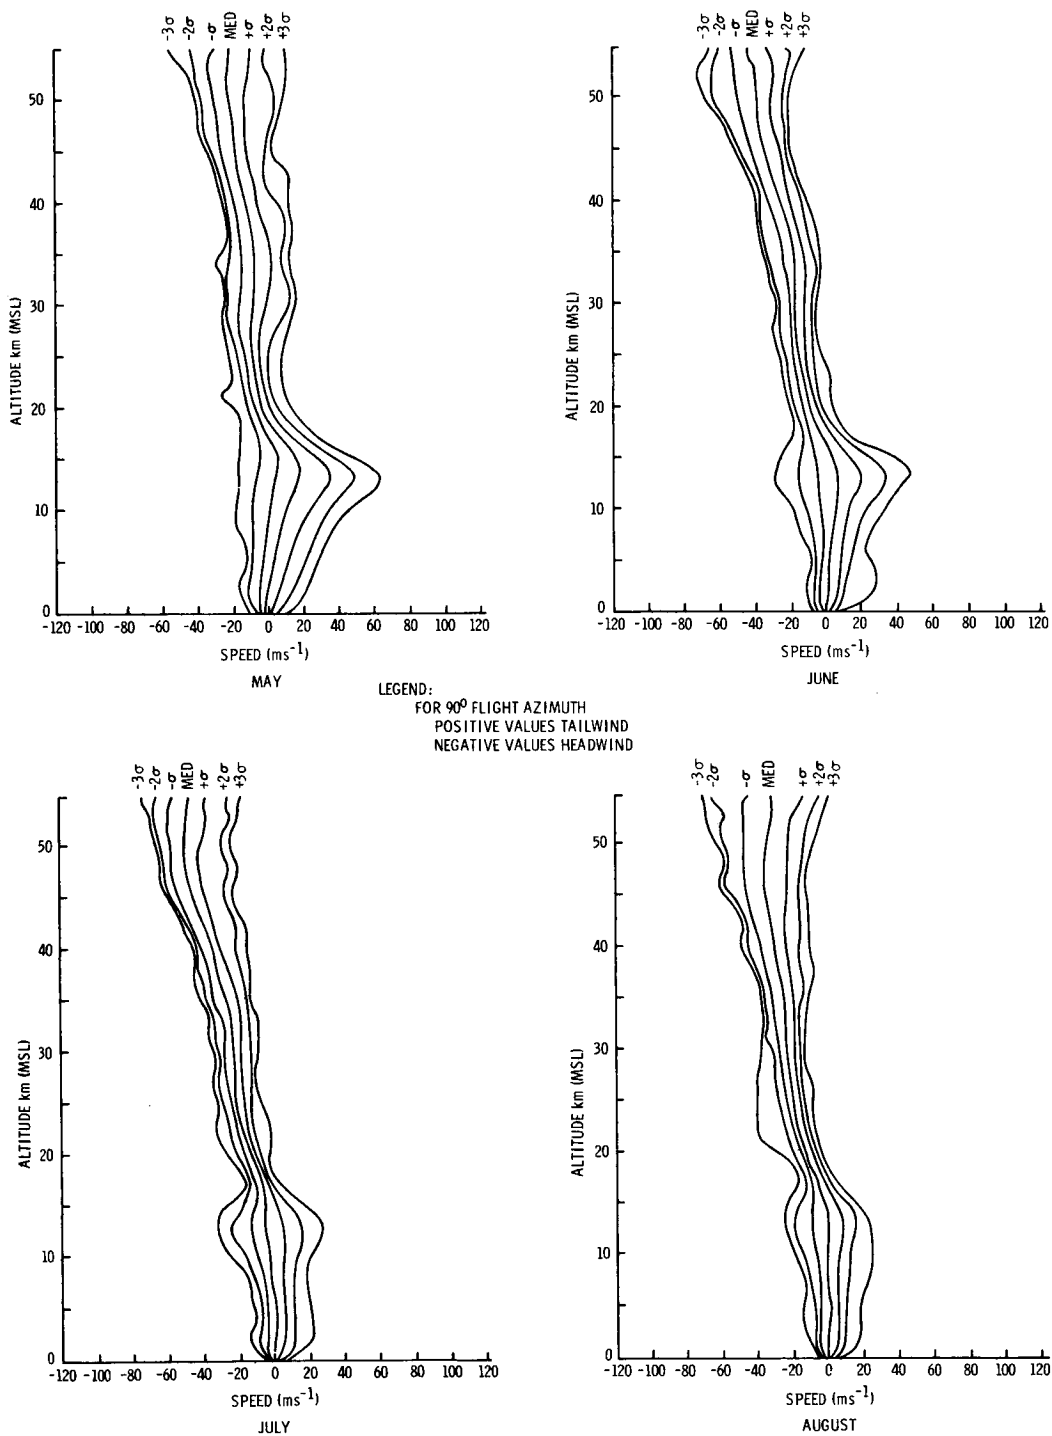 -3σ -2σ -σ MED +σ +2σ +3σ
50
40
30
20
10
0
ALTITUDE km (MSL)
-120 -100 -80 -60 -40 -20 0 20 40 60 80 100 120
SPEED (ms⁻¹)
MAY
-3σ -2σ -σ MED +σ +2σ +3σ
50
40
30
20
10
0
ALTITUDE km (MSL)
-120 -100 -80 -60 -40 -20 0 20 40 60 80 100 120
SPEED (ms⁻¹)
JUNE
LEGEND:
FOR 90⁰ FLIGHT AZIMUTH
POSITIVE VALUES TAILWIND
NEGATIVE VALUES HEADWIND
-3σ -2σ -σ MED +σ +2σ +3σ
50
40
30
20
10
0
ALTITUDE km (MSL)
-120 -100 -80 -60 -40 -20 0 20 40 60 80 100 120
SPEED (ms⁻¹)
JULY
-3σ -2σ -σ MED +σ +2σ +3σ
50
40
30
20
10
0
ALTITUDE km (MSL)
-120 -100 -80 -60 -40 -20 0 20 40 60 80 100 120
SPEED (ms⁻¹)
AUGUST